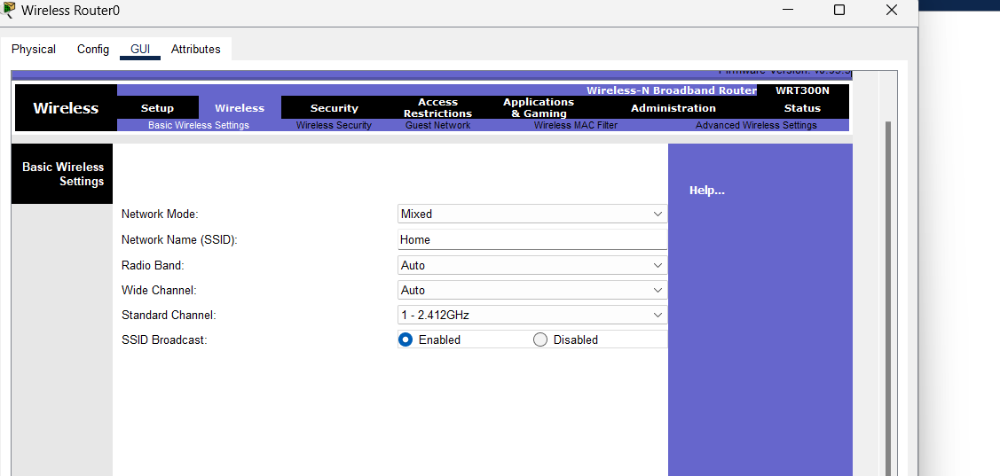 Wireless Router0
Physical Config GUI Attributes
Firmware Version: v0.93.3
Wireless-N Broadband Router WRT300N
Wireless Setup Wireless Security Access Restrictions Applications & Gaming Administration Status
Basic Wireless Settings Wireless Security Guest Network Wireless MAC Filter Advanced Wireless Settings
Basic Wireless
Settings
Help...
Network Mode: Mixed
Network Name (SSID): Home
Radio Band: Auto
Wide Channel: Auto
Standard Channel: 1 - 2.412GHz
SSID Broadcast: Enabled Disabled